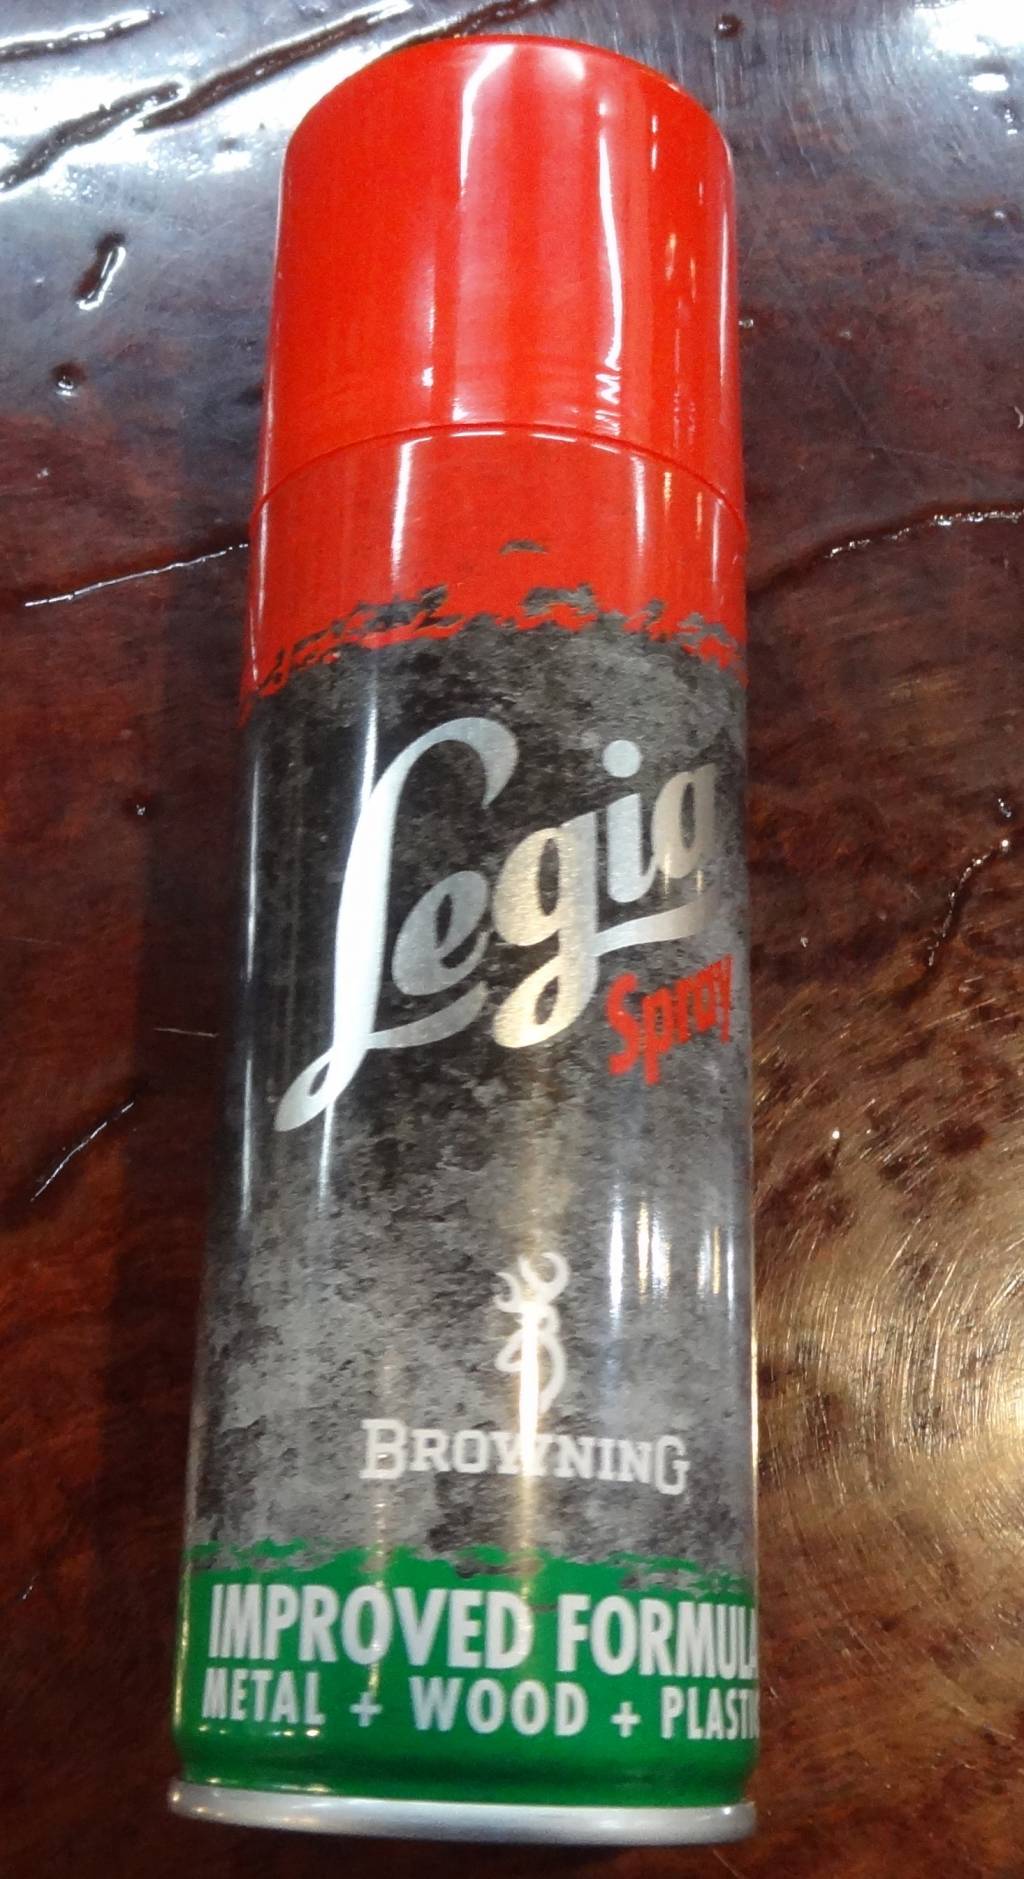 Legia
Spray
BROWNING
IMPROVED FORMULA
METAL + WOOD + PLASTIC